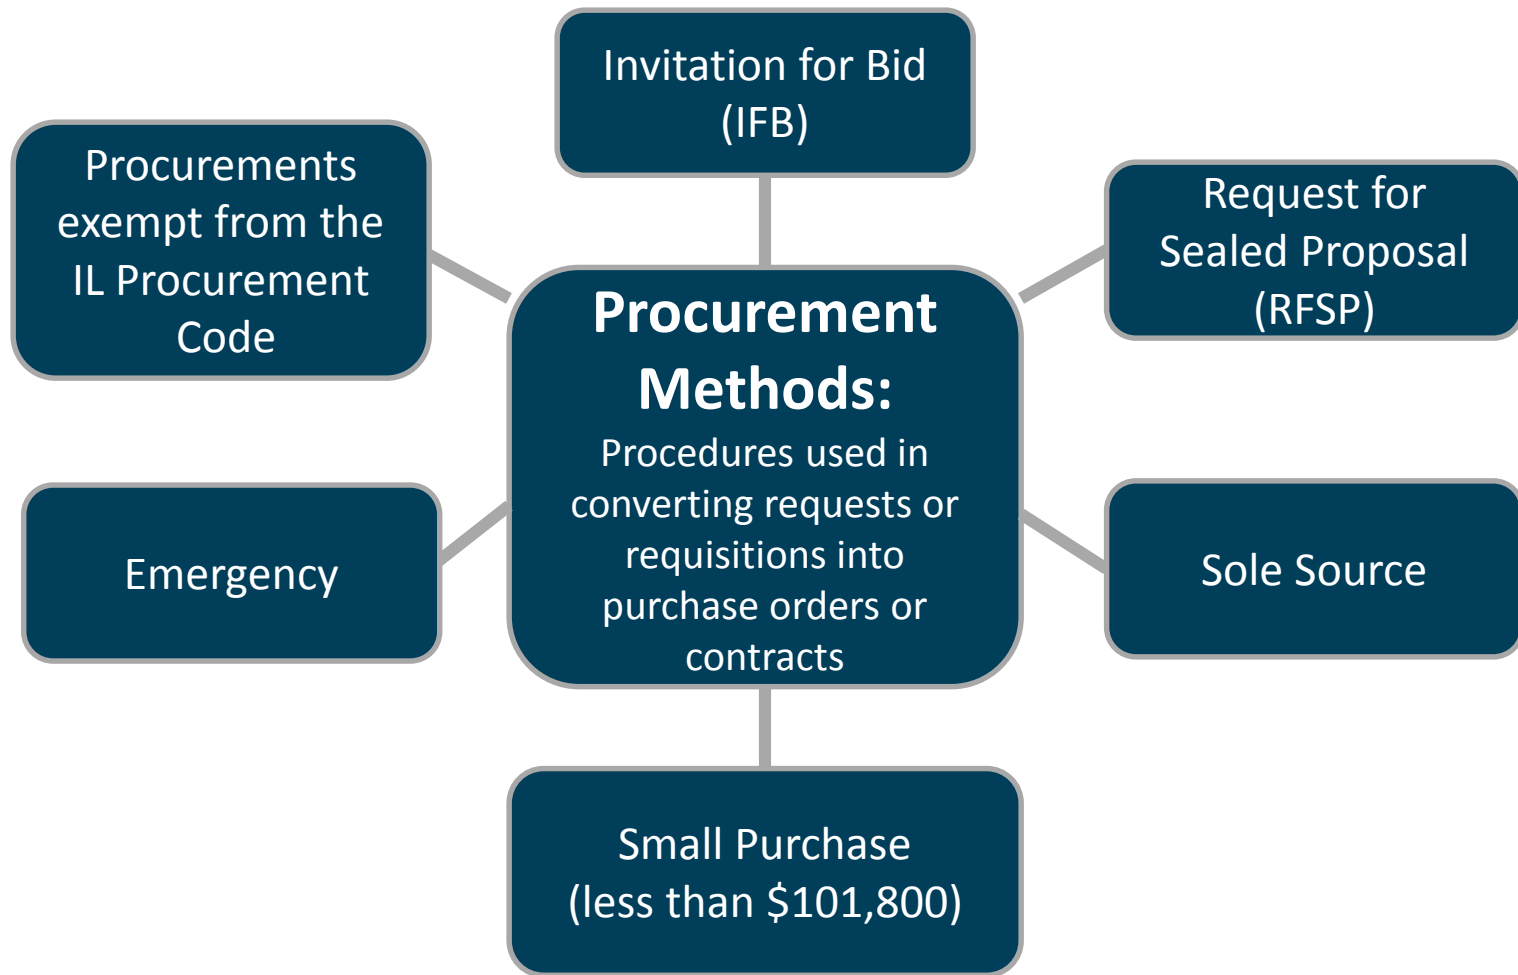 Invitation for Bid
(IFB)
Procurements
exempt from the
IL Procurement
Code
Request for
Sealed Proposal
(RFSP)
Procurement
Methods:
Procedures used in
converting requests or
requisitions into
purchase orders or
contracts
Emergency
Sole Source
Small Purchase
(less than $101,800)